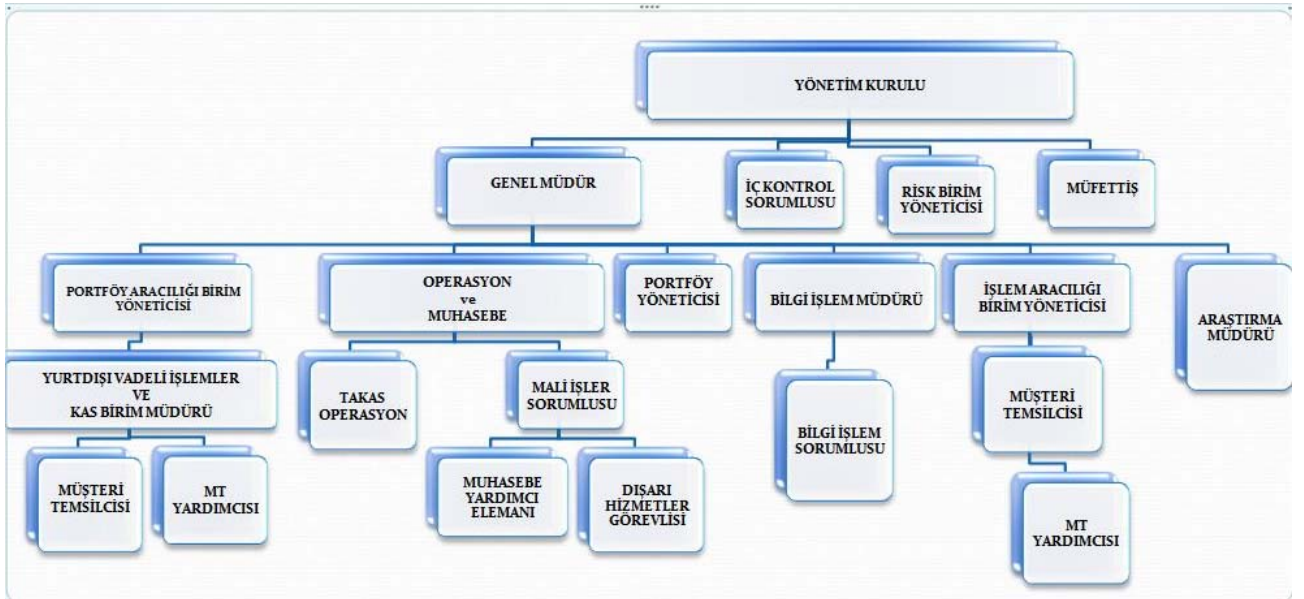 YÖNETİM KURULU
GENEL MÜDÜR
İÇ KONTROL
SORUMLUSU
RİSK BİRİM
YÖNETİCİSİ
MÜFETTİŞ
PORTFÖY ARACILIĞI BİRİM
YÖNETİCİSİ
OPERASYON
ve
MUHASEBE
PORTFÖY
YÖNETİCİSİ
BİLGİ İŞLEM MÜDÜRÜ
İŞLEM ARACILIĞI
BİRİM YÖNETİCİSİ
ARAŞTIRMA
MÜDÜRÜ
YURTDIŞI VADELİ İŞLEMLER
VE
KAS BİRİM MÜDÜRÜ
TAKAS
OPERASYON
MALİ İŞLER
SORUMLUSU
BİLGİ İŞLEM
SORUMLUSU
MÜŞTERİ
TEMSİLCİSİ
MÜŞTERİ
TEMSİLCİSİ
MT
YARDIMCISI
MUHASEBE
YARDIMCI
ELEMANI
DIŞARI
HİZMETLER
GÖREVLİSİ
MT
YARDIMCISI